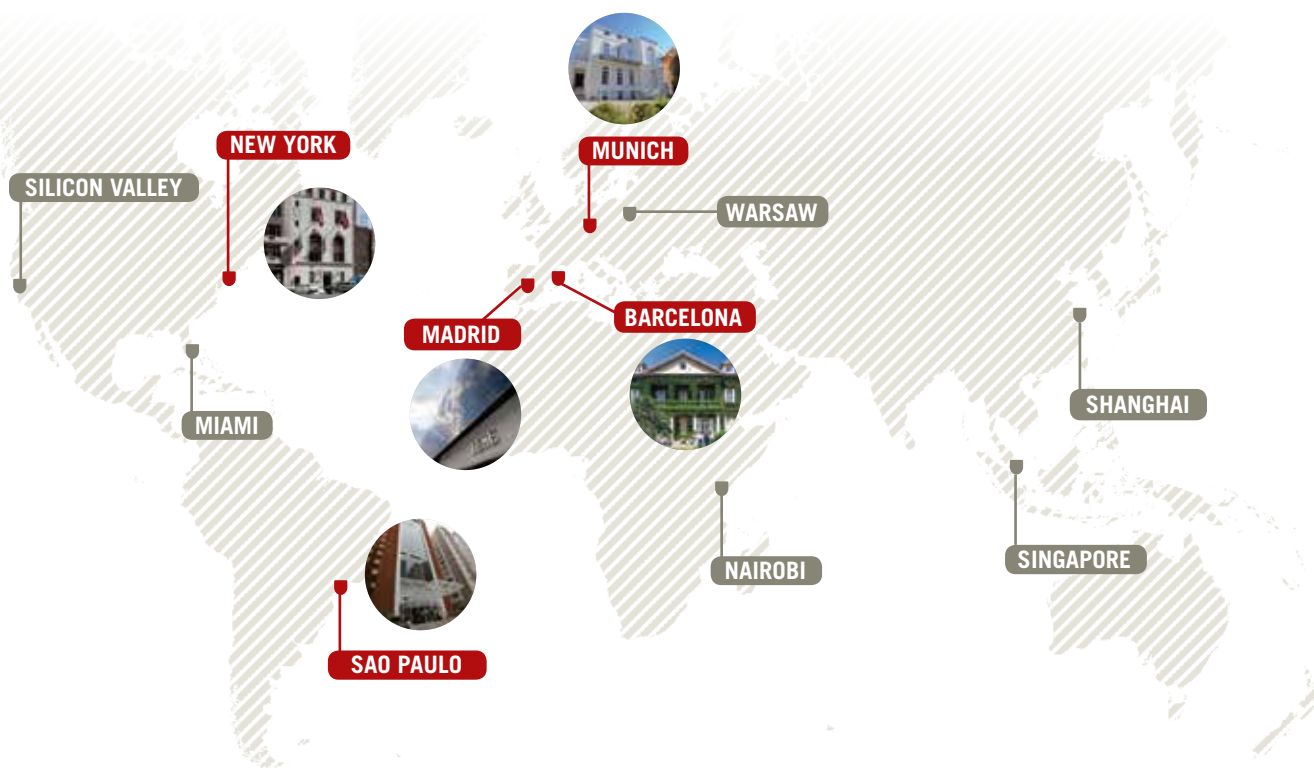 NEW YORK
MUNICH
SILICON VALLEY
WARSAW
BARCELONA
MADRID
SHANGHAI
MIAMI
SINGAPORE
NAIROBI
SAO PAULO